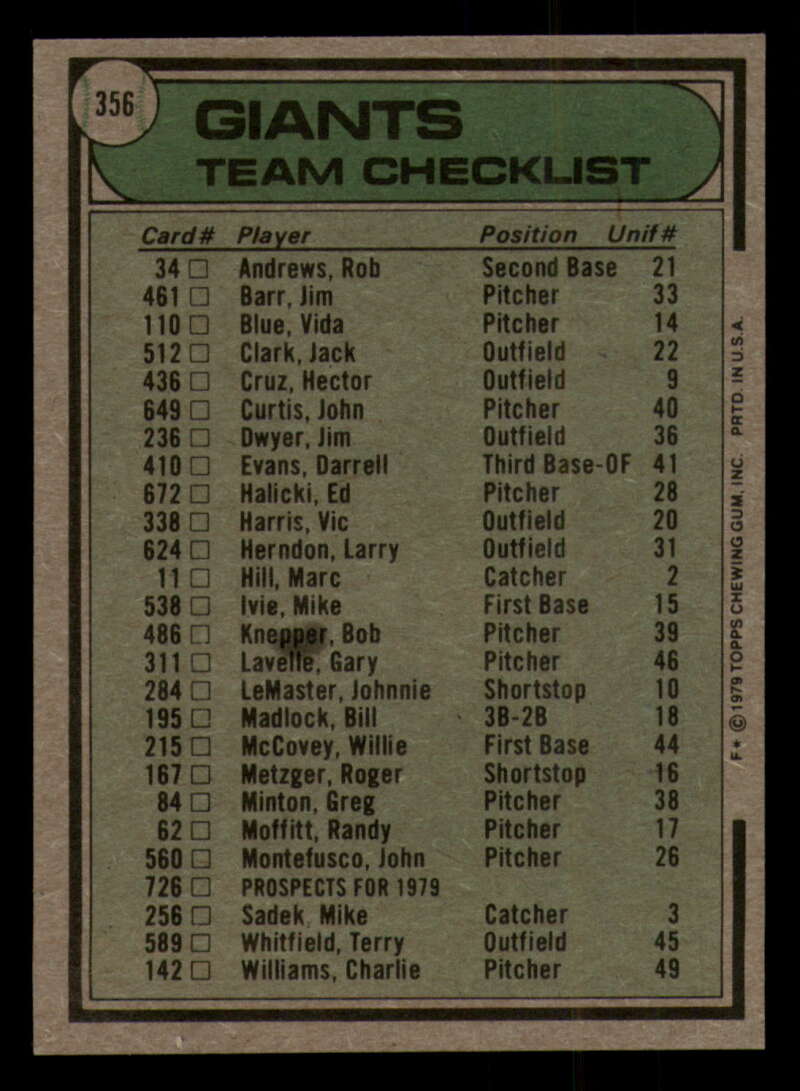 356
GIANTS
TEAM CHECKLIST
Card# Player Position Unif#
34 □ Andrews, Rob Second Base 21
461 □ Barr, Jim Pitcher 33
110 □ Blue, Vida Pitcher 14
512 □ Clark, Jack Outfield 22
436 □ Cruz, Hector Outfield 9
649 □ Curtis, John Pitcher 40
236 □ Dwyer, Jim Outfield 36
410 □ Evans, Darrell Third Base-OF 41
672 □ Halicki, Ed Pitcher 28
338 □ Harris, Vic Outfield 20
624 □ Herndon, Larry Outfield 31
11 □ Hill, Marc Catcher 2
538 □ Ivie, Mike First Base 15
486 □ Knepper, Bob Pitcher 39
311 □ Lavelle, Gary Pitcher 46
284 □ LeMaster, Johnnie Shortstop 10
195 □ Madlock, Bill 3B-2B 18
215 □ McCovey, Willie First Base 44
167 □ Metzger, Roger Shortstop 16
84 □ Minton, Greg Pitcher 38
62 □ Moffitt, Randy Pitcher 17
560 □ Montefusco, John Pitcher 26
726 □ PROSPECTS FOR 1979
256 □ Sadek, Mike Catcher 3
589 □ Whitfield, Terry Outfield 45
142 □ Williams, Charlie Pitcher 49
F★ © 1979 TOPPS CHEWING GUM, INC. PRTD. IN U.S.A.